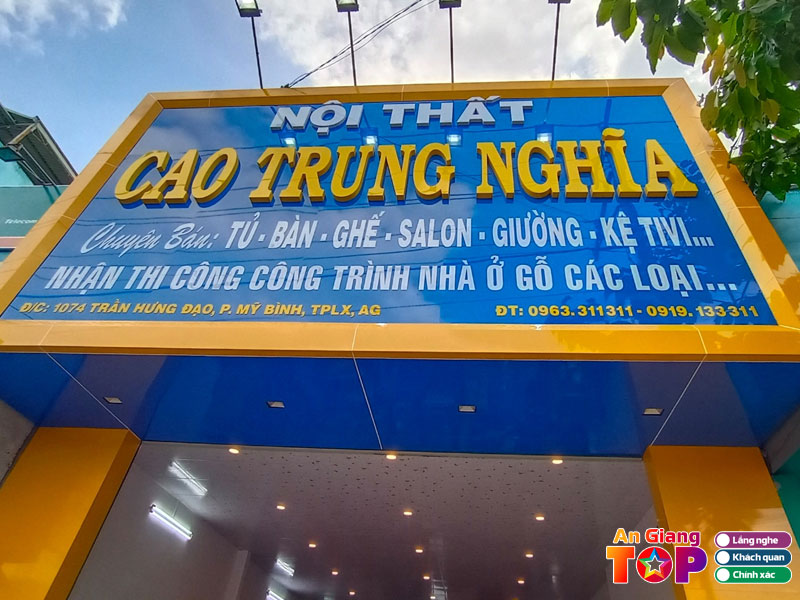 NỘI THẤT
CAO TRUNG NGHĨA
Chuyên Bán: TỦ - BÀN - GHẾ - SALON - GIƯỜNG - KỆ TIVI...
NHẬN THI CÔNG CÔNG TRÌNH NHÀ Ở GỖ CÁC LOẠI...
Đ/C: 1074 TRẦN HƯNG ĐẠO, P. MỸ BÌNH, TPLX, AG ĐT: 0963.311311 - 0919.133311
Telecom
An Giang
TOP
Lắng nghe
Khách quan
Chính xác